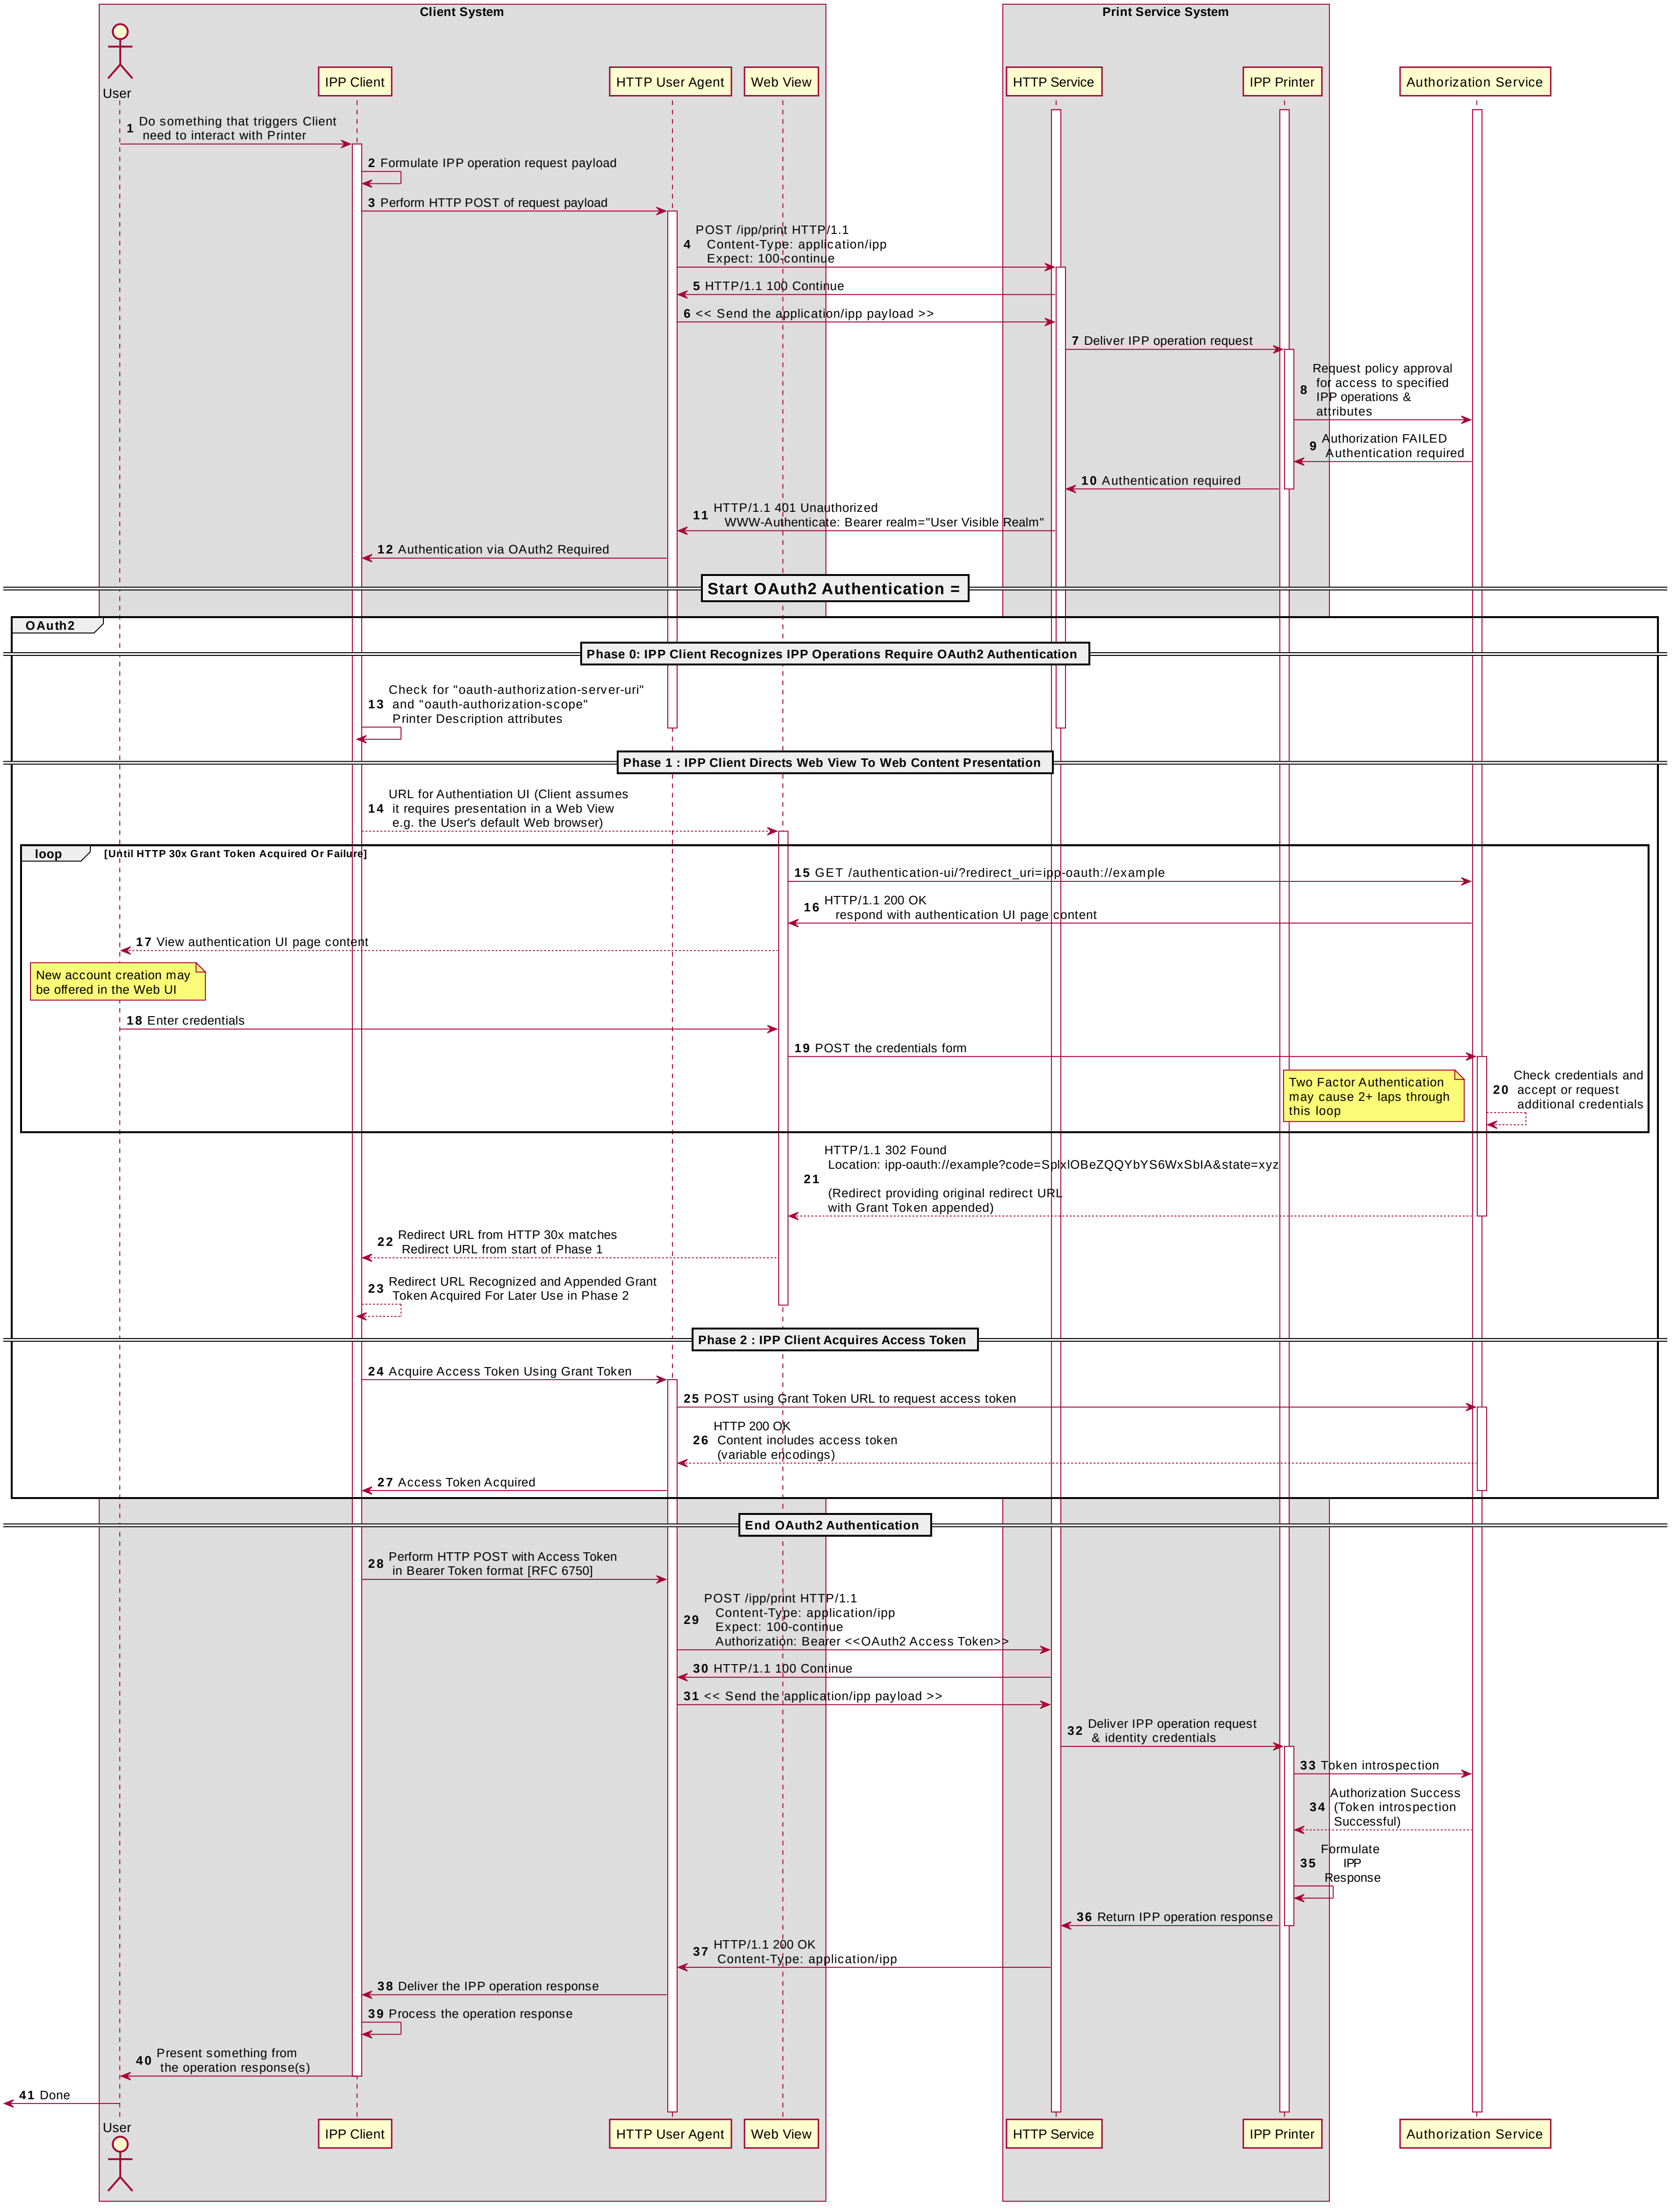 Client System
Print Service System
User
IPP Client
HTTP User Agent
Web View
HTTP Service
IPP Printer
Authorization Service
1 Do something that triggers Client
need to interact with Printer
2 Formulate IPP operation request payload
3 Perform HTTP POST of request payload
4 POST /ipp/print HTTP/1.1
Content-Type: application/ipp
Expect: 100-continue
5 HTTP/1.1 100 Continue
6 << Send the application/ipp payload >>
7 Deliver IPP operation request
8 Request policy approval
for access to specified
IPP operations &
attributes
9 Authorization FAILED
Authentication required
10 Authentication required
11 HTTP/1.1 401 Unauthorized
WWW-Authenticate: Bearer realm="User Visible Realm"
12 Authentication via OAuth2 Required
Start OAuth2 Authentication =
OAuth2
Phase 0: IPP Client Recognizes IPP Operations Require OAuth2 Authentication
13 Check for "oauth-authorization-server-uri"
and "oauth-authorization-scope"
Printer Description attributes
Phase 1 : IPP Client Directs Web View To Web Content Presentation
14 URL for Authentiation UI (Client assumes
it requires presentation in a Web View
e.g. the User's default Web browser)
loop [Until HTTP 30x Grant Token Acquired Or Failure]
15 GET /authentication-ui/?redirect_uri=ipp-oauth://example
16 HTTP/1.1 200 OK
respond with authentication UI page content
17 View authentication UI page content
New account creation may
be offered in the Web UI
18 Enter credentials
19 POST the credentials form
Two Factor Authentication
may cause 2+ laps through
this loop
20 Check credentials and
accept or request
additional credentials
21 HTTP/1.1 302 Found
Location: ipp-oauth://example?code=SplxlOBeZQQYbYS6WxSbIA&state=xyz
(Redirect providing original redirect URL
with Grant Token appended)
22 Redirect URL from HTTP 30x matches
Redirect URL from start of Phase 1
23 Redirect URL Recognized and Appended Grant
Token Acquired For Later Use in Phase 2
Phase 2 : IPP Client Acquires Access Token
24 Acquire Access Token Using Grant Token
25 POST using Grant Token URL to request access token
26 HTTP 200 OK
Content includes access token
(variable encodings)
27 Access Token Acquired
End OAuth2 Authentication
28 Perform HTTP POST with Access Token
in Bearer Token format [RFC 6750]
29 POST /ipp/print HTTP/1.1
Content-Type: application/ipp
Expect: 100-continue
Authorization: Bearer <<OAuth2 Access Token>>
30 HTTP/1.1 100 Continue
31 << Send the application/ipp payload >>
32 Deliver IPP operation request
& identity credentials
33 Token introspection
34 Authorization Success
(Token introspection
Successful)
35 Formulate
IPP
Response
36 Return IPP operation response
37 HTTP/1.1 200 OK
Content-Type: application/ipp
38 Deliver the IPP operation response
39 Process the operation response
40 Present something from
the operation response(s)
41 Done
User
IPP Client
HTTP User Agent
Web View
HTTP Service
IPP Printer
Authorization Service